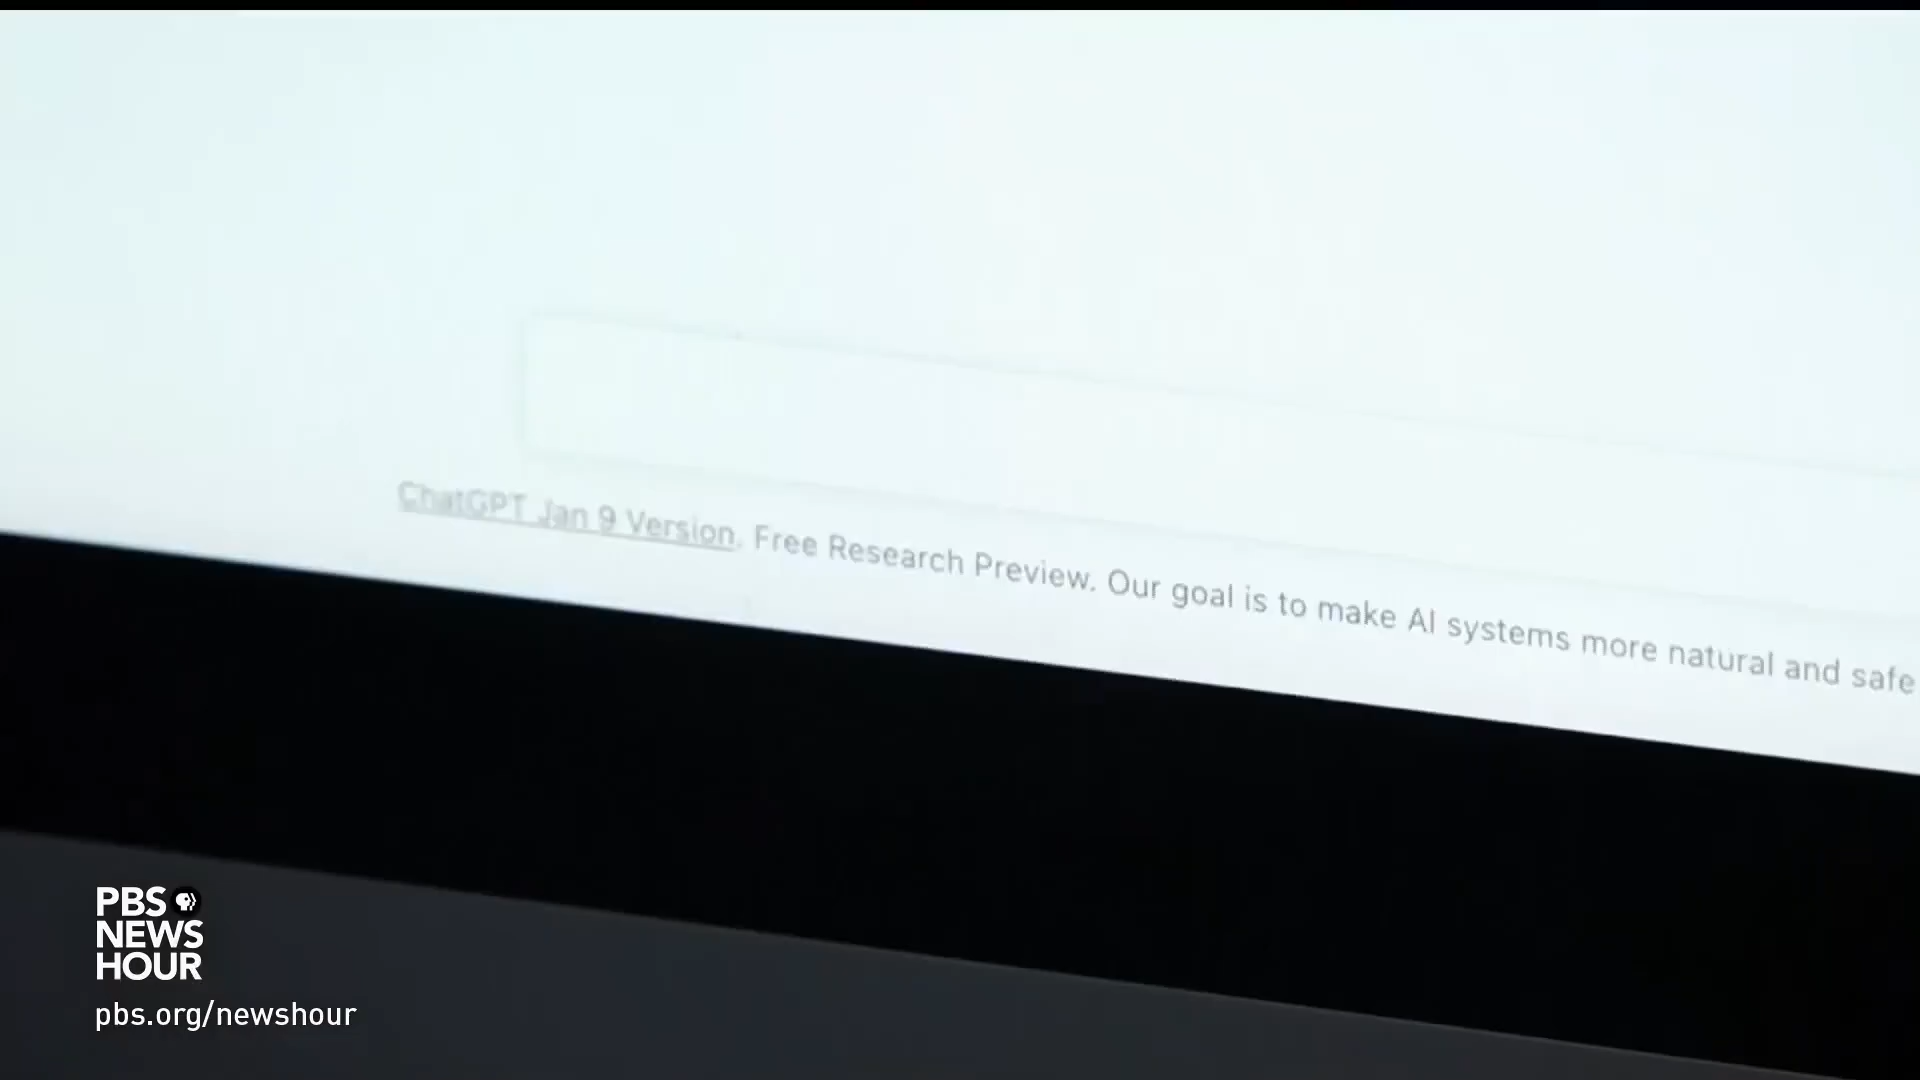 ChatGPT Jan 9 Version. Free Research Preview. Our goal is to make AI systems more natural and safe
PBS
NEWS
HOUR
pbs.org/newshour